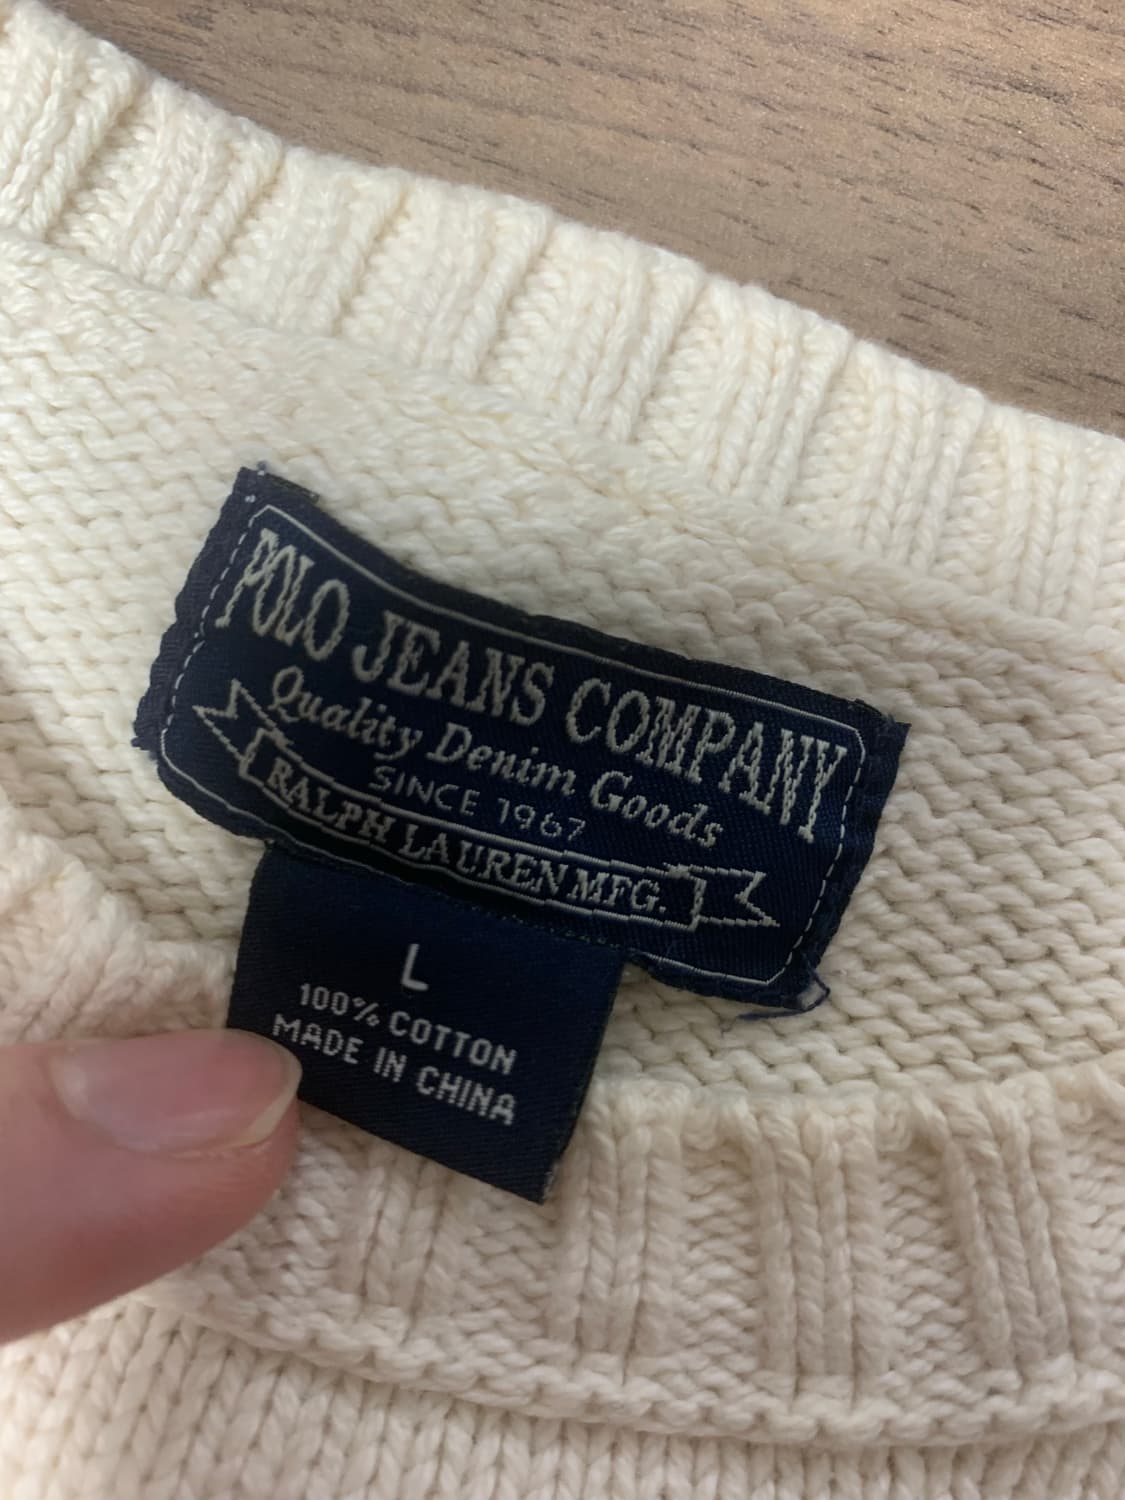 POLO JEANS COMPANY
Quality Denim Goods
SINCE 1967
RALPH LAUREN MFG.
L
100% COTTON
MADE IN CHINA